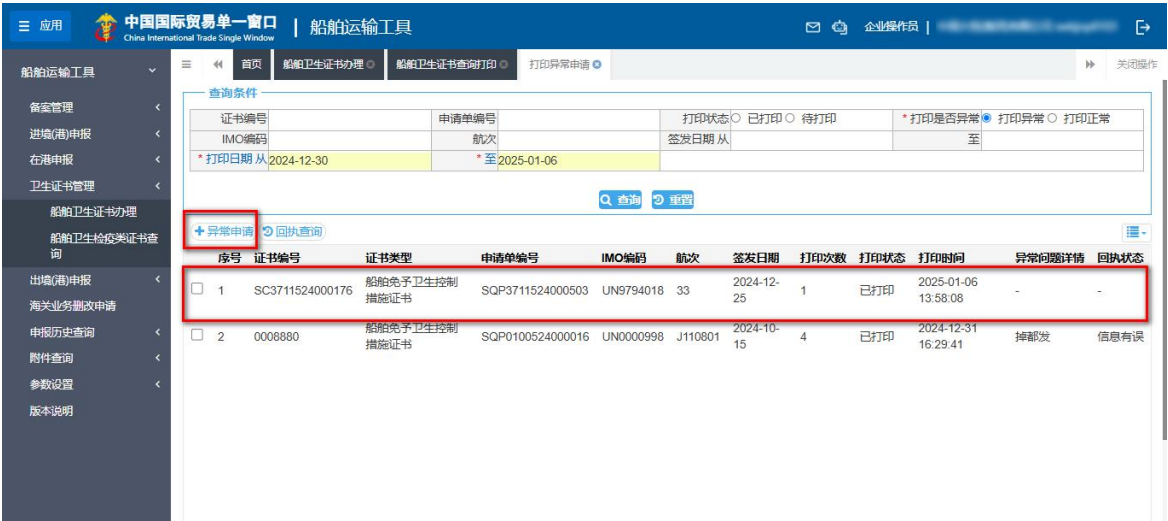 应用 中国国际贸易单一窗口 | 船舶运输工具 企业操作员 |
China International Trade Single Window
船舶运输工具
首页 船舶卫生证书办理 船舶卫生证书查询打印 打印异常申请 关闭操作
备案管理
进境(港)申报
在港申报
卫生证书管理
船舶卫生证书办理
船舶卫生检疫类证书查
询
出境(港)申报
海关业务删改申请
申报历史查询
附件查询
参数设置
版本说明
查询条件
证书编号 申请单编号 打印状态 已打印 待打印 *打印是否异常 打印异常 打印正常
IMO编码 航次 签发日期 从 至
*打印日期 从 2024-12-30 *至 2025-01-06
查询 重置
异常申请 回执查询
序号 证书编号 证书类型 申请单编号 IMO编码 航次 签发日期 打印次数 打印状态 打印时间 异常问题详情 回执状态
1 SC3711524000176 船舶免予卫生控制 SQP3711524000503 UN9794018 33 2024-12- 1 已打印 2025-01-06 - -
措施证书 25 13:58:08
2 0008880 船舶免予卫生控制 SQP0100524000016 UN0000998 J110801 2024-10- 4 已打印 2024-12-31 掉都发 信息有误
措施证书 15 16:29:41